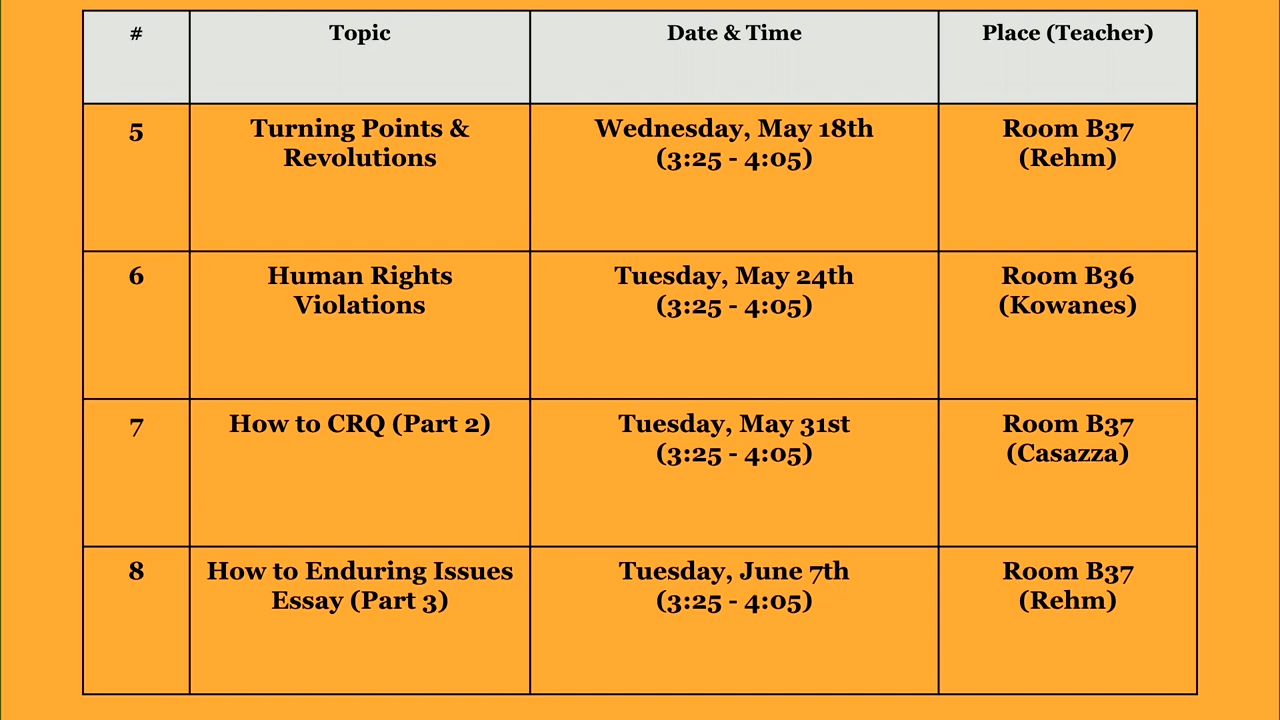 # Topic Date & Time Place (Teacher)
5 Turning Points & Wednesday, May 18th Room B37
Revolutions (3:25 - 4:05) (Rehm)
6 Human Rights Tuesday, May 24th Room B36
Violations (3:25 - 4:05) (Kowanes)
7 How to CRQ (Part 2) Tuesday, May 31st Room B37
(3:25 - 4:05) (Casazza)
8 How to Enduring Issues Tuesday, June 7th Room B37
Essay (Part 3) (3:25 - 4:05) (Rehm)